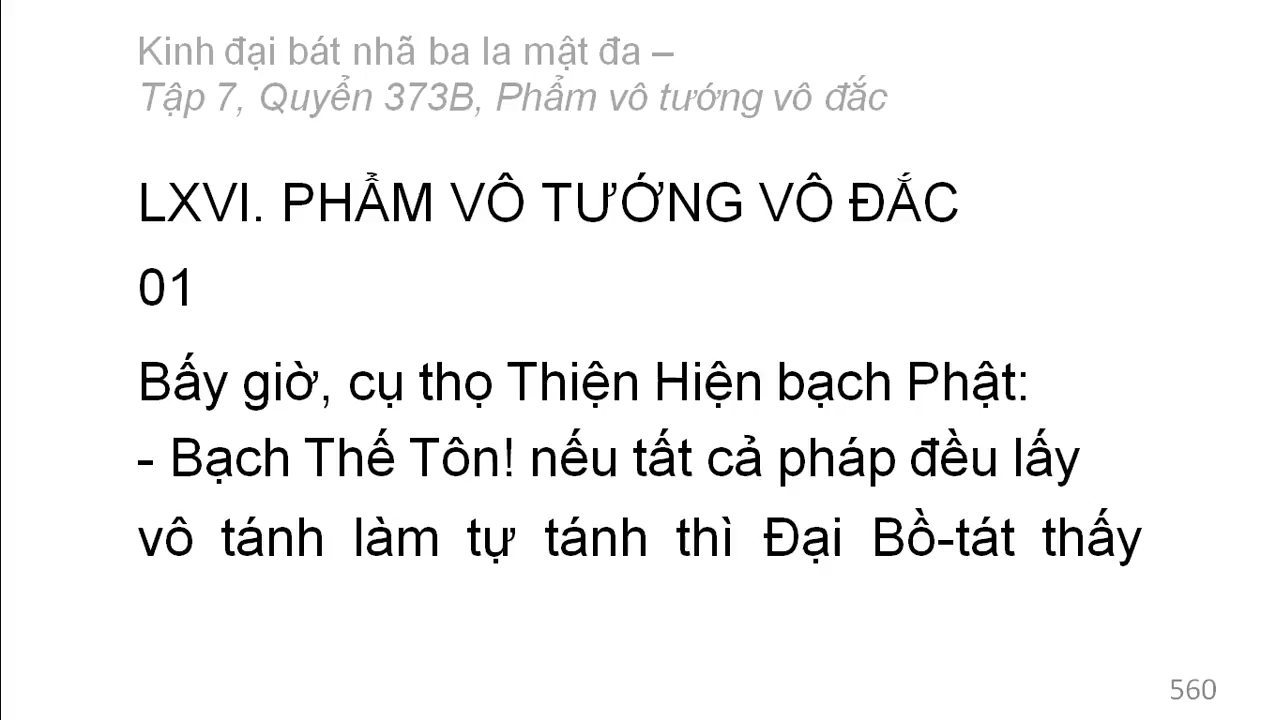 Kinh đại bát nhã ba la mật đa –
Tập 7, Quyển 373B, Phẩm vô tướng vô đắc
LXVI. PHẨM VÔ TƯỚNG VÔ ĐẮC
01
Bấy giờ, cụ thọ Thiện Hiện bạch Phật:
- Bạch Thế Tôn! nếu tất cả pháp đều lấy
vô tánh làm tự tánh thì Đại Bồ-tát thấy
560